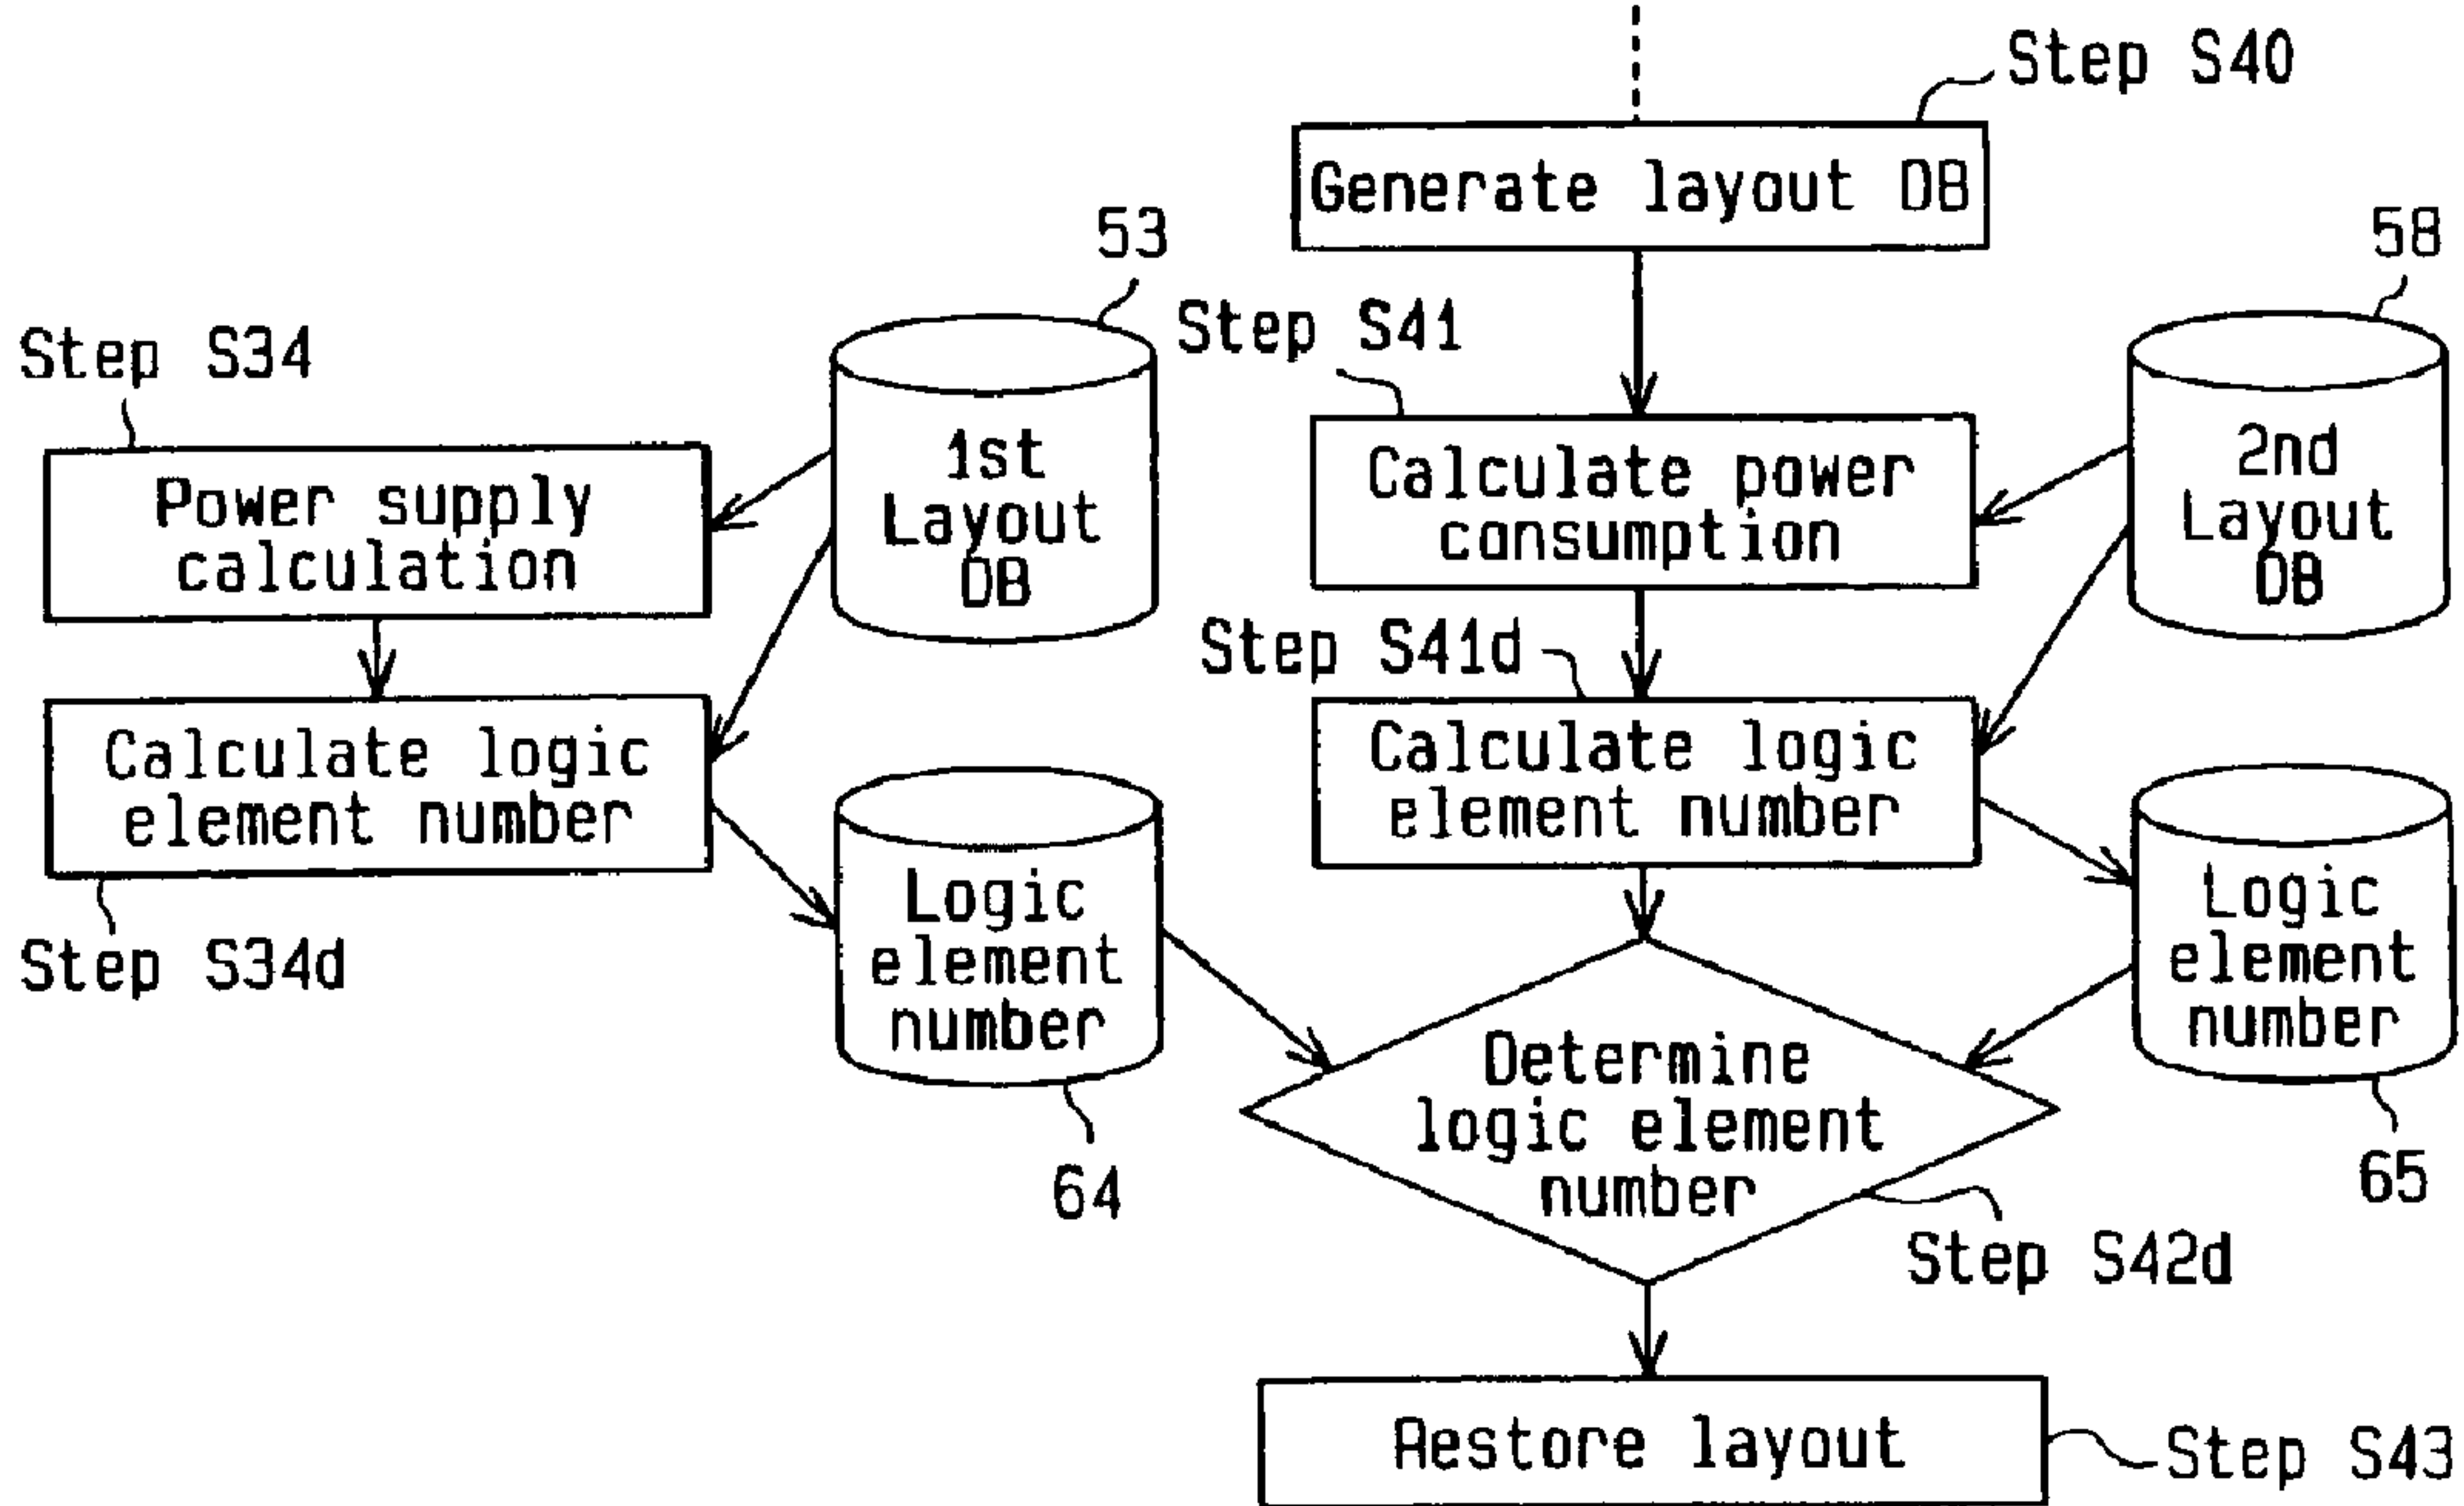 Step S40
Generate layout DB
53
58
Step S41
Step S34
1st
Layout
DB
2nd
Layout
DB
Power supply
calculation
Calculate power
consumption
Step S41d
Calculate logic
element number
Calculate logic
element number
Step S34d
Logic
element
number
Logic
element
number
64
65
Determine
logic element
number
Step S42d
Restore layout
Step S43